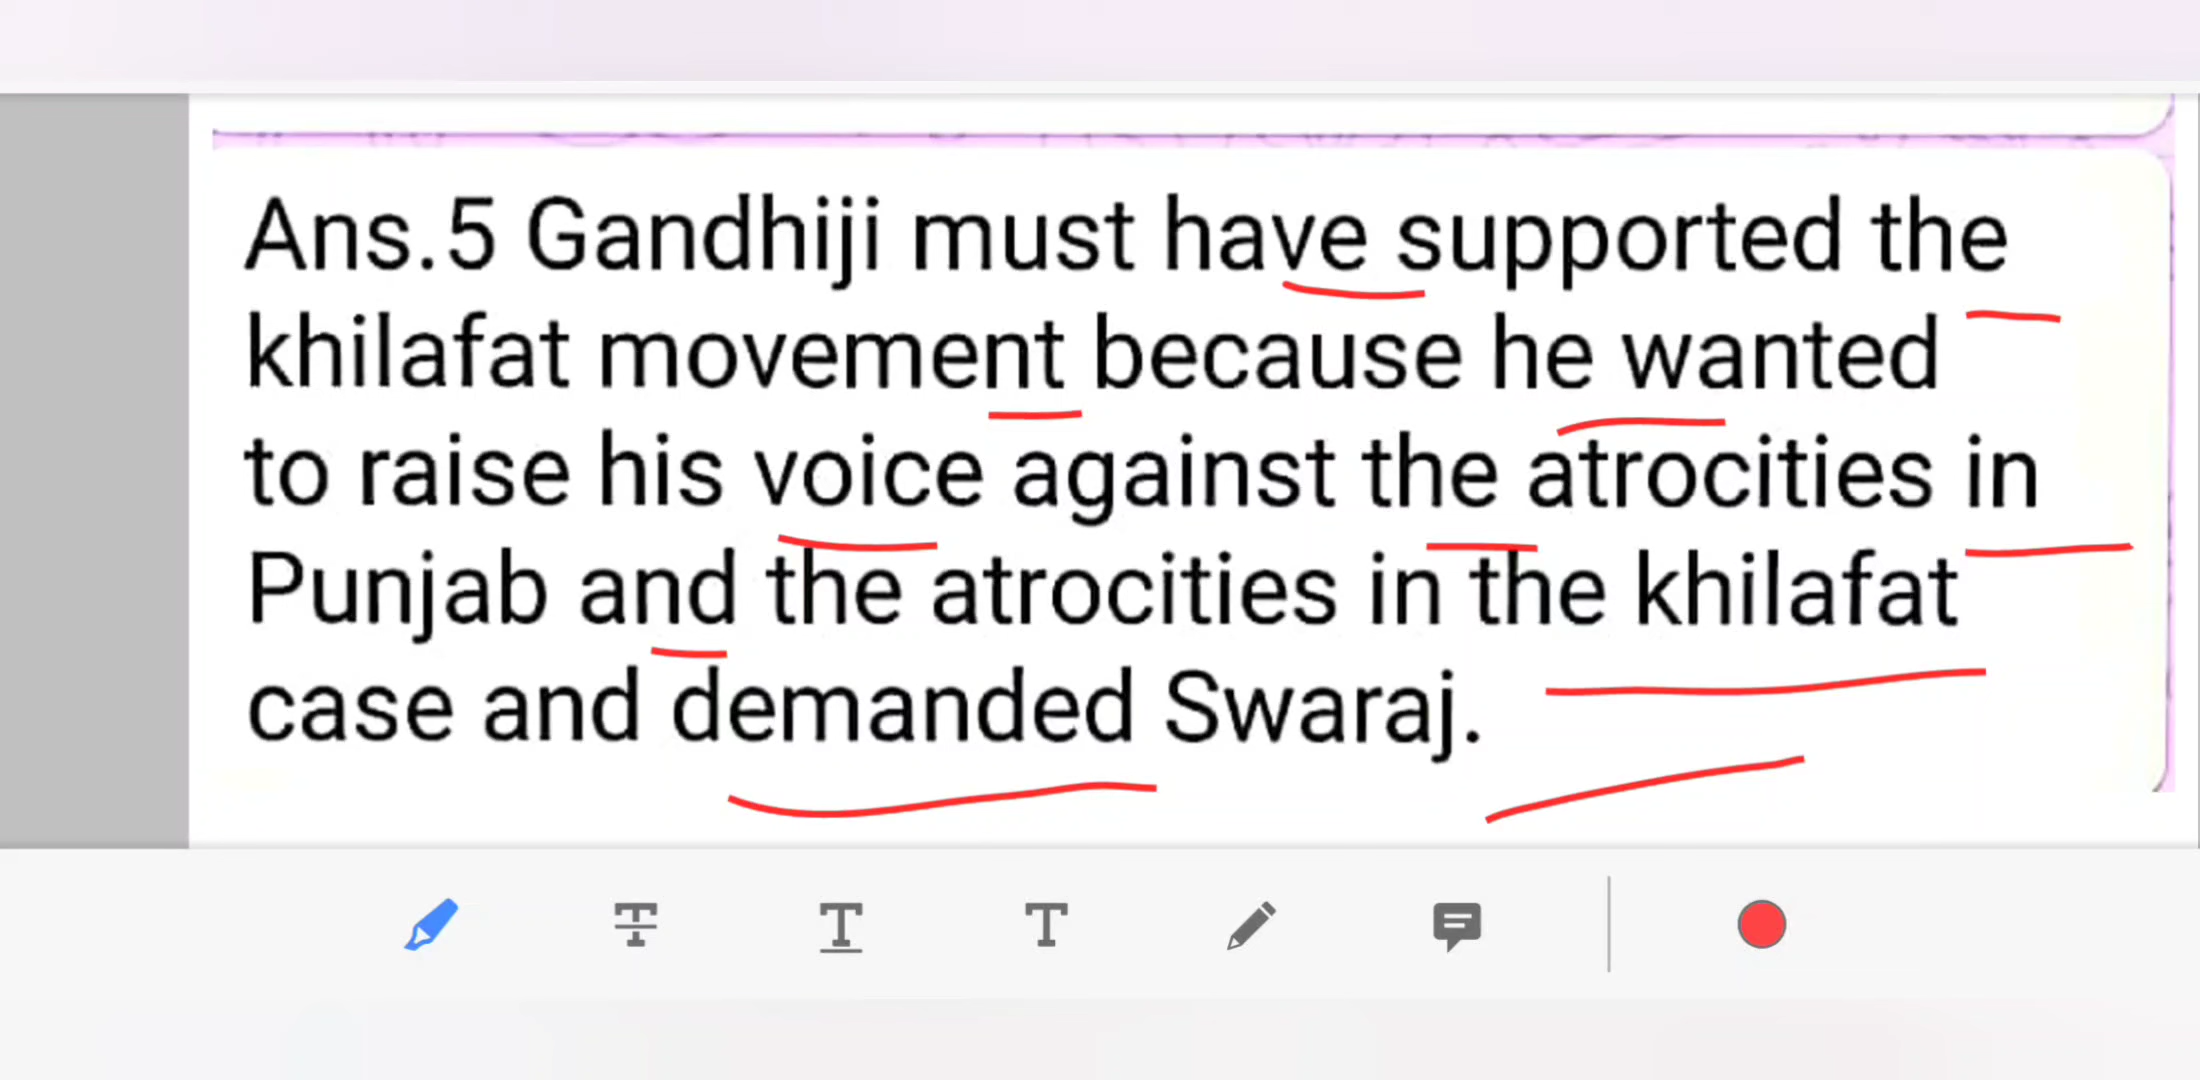 Ans.5 Gandhiji must have supported the
khilafat movement because he wanted
to raise his voice against the atrocities in
Punjab and the atrocities in the khilafat
case and demanded Swaraj.